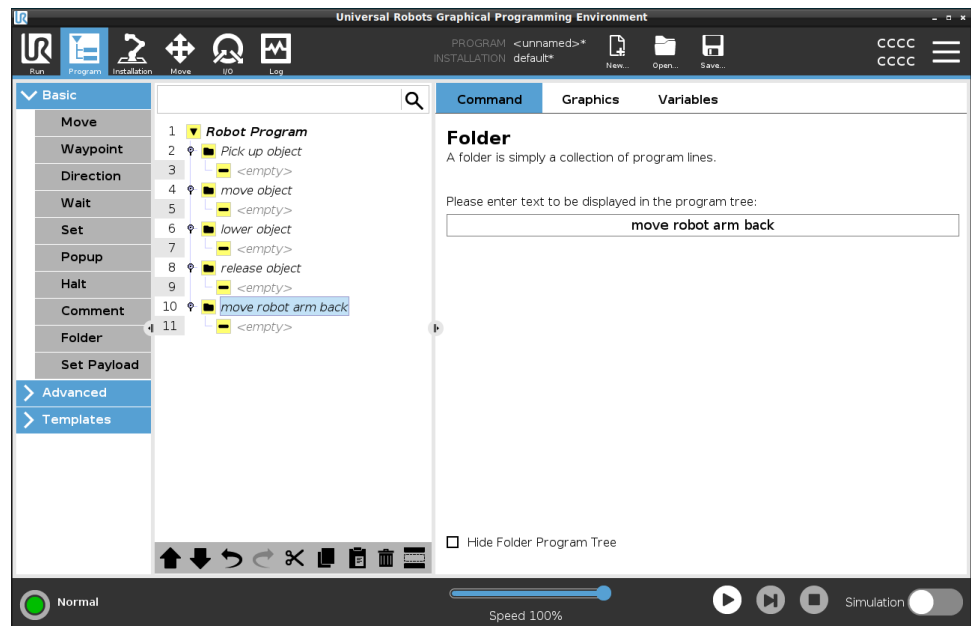 Universal Robots Graphical Programming Environment
UR
Run
Program
Installation
Move
I/O
Log
PROGRAM <unnamed>*
INSTALLATION default*
New...
Open...
Save...
cccc
cccc
Basic
Move
Waypoint
Direction
Wait
Set
Popup
Halt
Comment
Folder
Set Payload
Advanced
Templates
1 Robot Program
2 Pick up object
3 <empty>
4 move object
5 <empty>
6 lower object
7 <empty>
8 release object
9 <empty>
10 move robot arm back
11 <empty>
Command Graphics Variables
Folder
A folder is simply a collection of program lines.
Please enter text to be displayed in the program tree:
move robot arm back
Hide Folder Program Tree
Normal
Speed 100%
Simulation